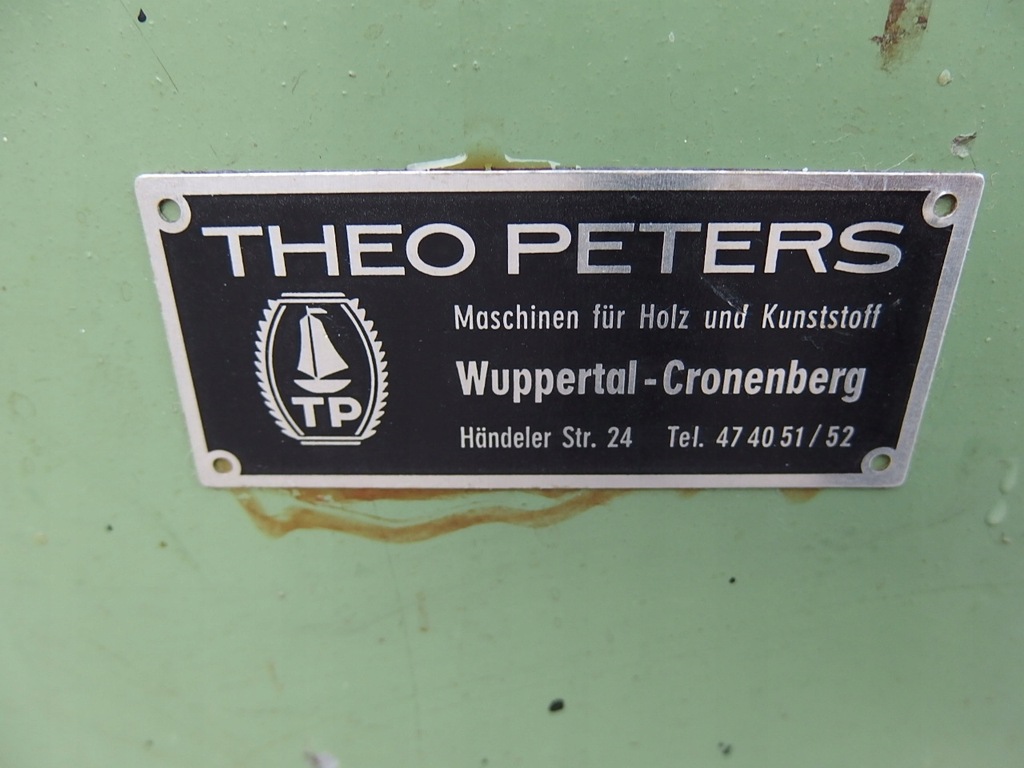 THEO PETERS
Maschinen für Holz und Kunststoff
Wuppertal-Cronenberg
Händeler Str. 24 Tel. 47 40 51/52
TP